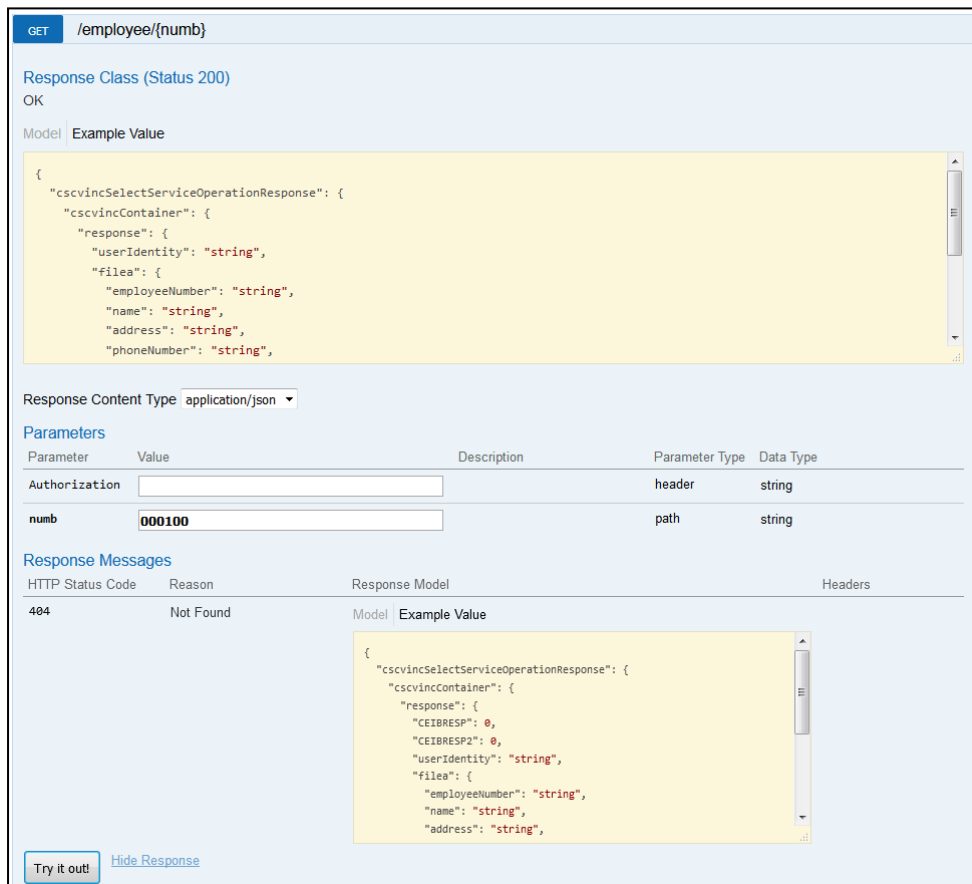 GET /employee/{numb}
Response Class (Status 200)
OK
Model Example Value
{
"cscvincSelectServiceOperationResponse": {
"cscvincContainer": {
"response": {
"userIdentity": "string",
"filea": {
"employeeNumber": "string",
"name": "string",
"address": "string",
"phoneNumber": "string",
Response Content Type application/json
Parameters
Parameter Value Description Parameter Type Data Type
Authorization header string
numb 000100 path string
Response Messages
HTTP Status Code Reason Response Model Headers
404 Not Found Model Example Value
{
"cscvincSelectServiceOperationResponse": {
"cscvincContainer": {
"response": {
"CEIBRESP": 0,
"CEIBRESP2": 0,
"userIdentity": "string",
"filea": {
"employeeNumber": "string",
"name": "string",
"address": "string",
Try it out! Hide Response